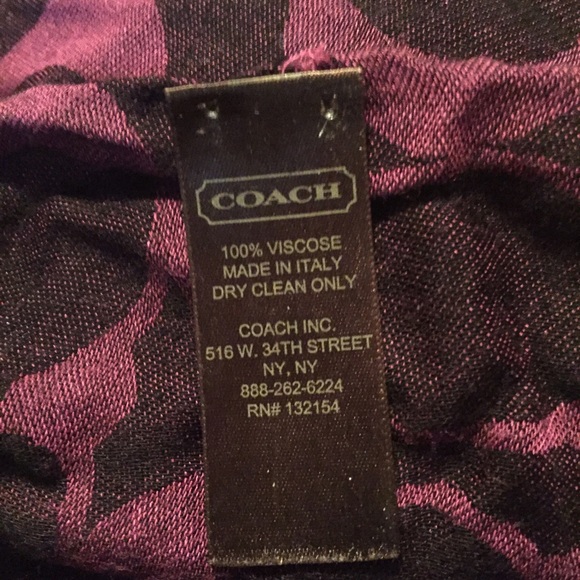 COACH
100% VISCOSE
MADE IN ITALY
DRY CLEAN ONLY
COACH INC.
516 W. 34TH STREET
NY, NY
888-262-6224
RN# 132154